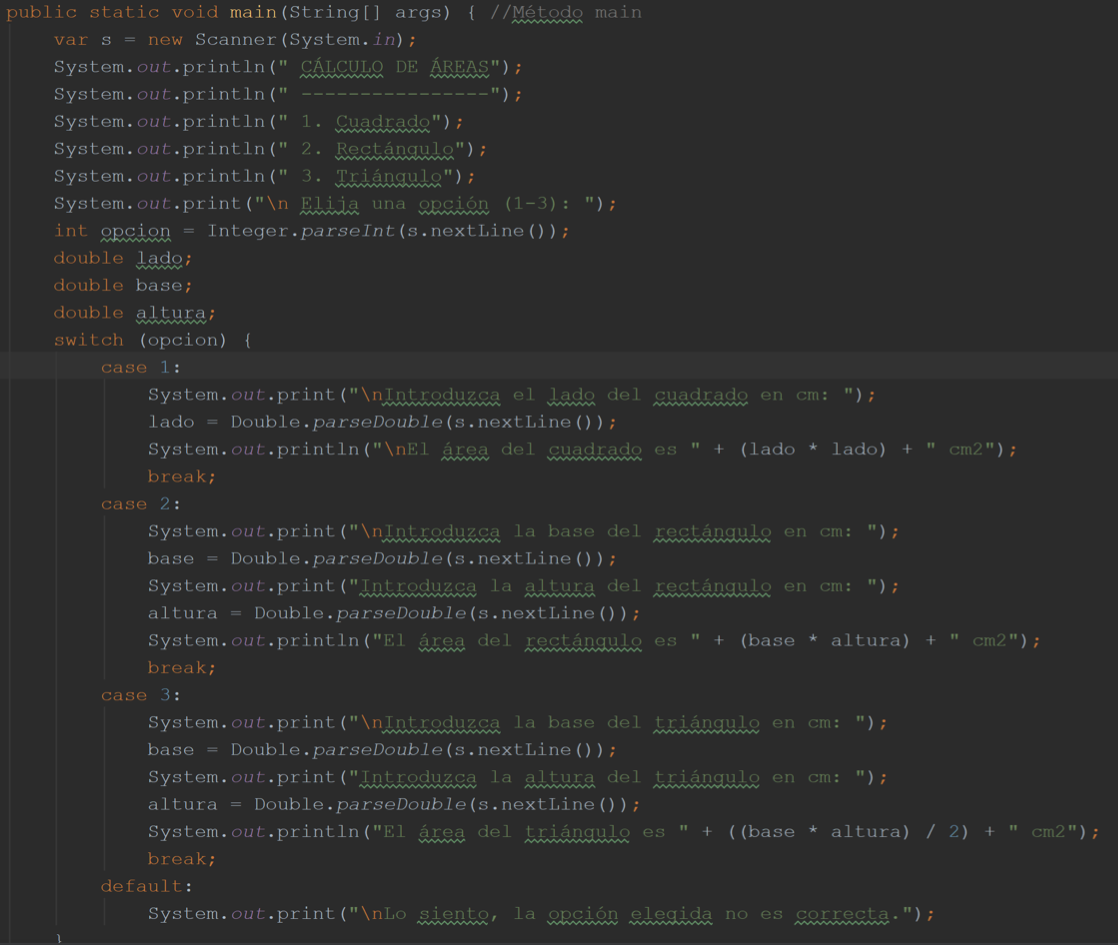 public static void main(String[] args) { //Método main
    var s = new Scanner(System.in);
    System.out.println(" CÁLCULO DE ÁREAS");
    System.out.println(" ----------------");
    System.out.println(" 1. Cuadrado");
    System.out.println(" 2. Rectángulo");
    System.out.println(" 3. Triángulo");
    System.out.print("\n Elija una opción (1-3): ");
    int opcion = Integer.parseInt(s.nextLine());
    double lado;
    double base;
    double altura;
    switch (opcion) {
        case 1:
            System.out.print("\nIntroduzca el lado del cuadrado en cm: ");
            lado = Double.parseDouble(s.nextLine());
            System.out.println("\nEl área del cuadrado es " + (lado * lado) + " cm2");
            break;
        case 2:
            System.out.print("\nIntroduzca la base del rectángulo en cm: ");
            base = Double.parseDouble(s.nextLine());
            System.out.print("Introduzca la altura del rectángulo en cm: ");
            altura = Double.parseDouble(s.nextLine());
            System.out.println("El área del rectángulo es " + (base * altura) + " cm2");
            break;
        case 3:
            System.out.print("\nIntroduzca la base del triángulo en cm: ");
            base = Double.parseDouble(s.nextLine());
            System.out.print("Introduzca la altura del triángulo en cm: ");
            altura = Double.parseDouble(s.nextLine());
            System.out.println("El área del triángulo es " + ((base * altura) / 2) + " cm2");
            break;
        default:
            System.out.print("\nLo siento, la opción elegida no es correcta.");
    }